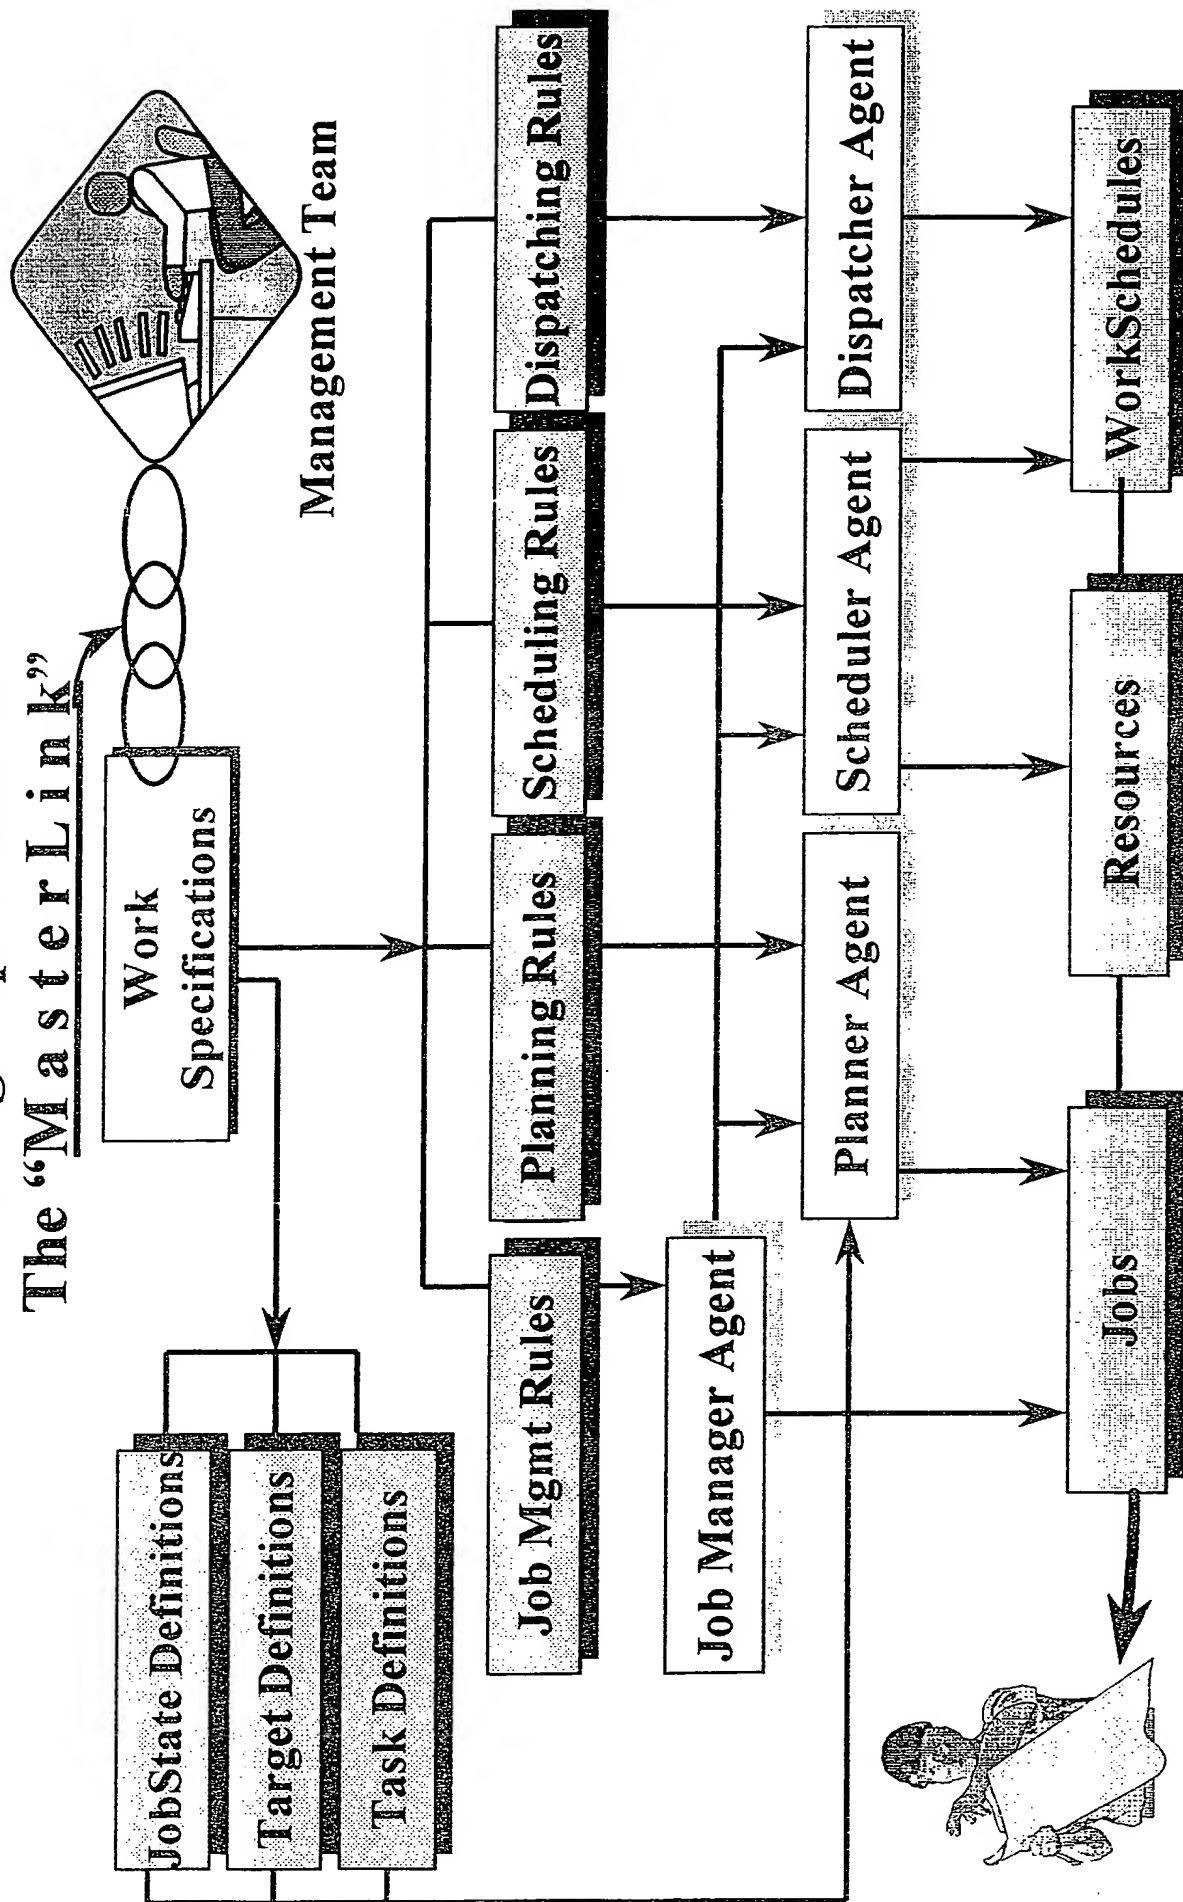 The “MasterLink”
Work
Specifications
Management Team
JobState Definitions
Target Definitions
Task Definitions
Job Mgmt Rules
Planning Rules
Scheduling Rules
Dispatching Rules
Job Manager Agent
Planner Agent
Scheduler Agent
Dispatcher Agent
Jobs
Resources
WorkSchedules